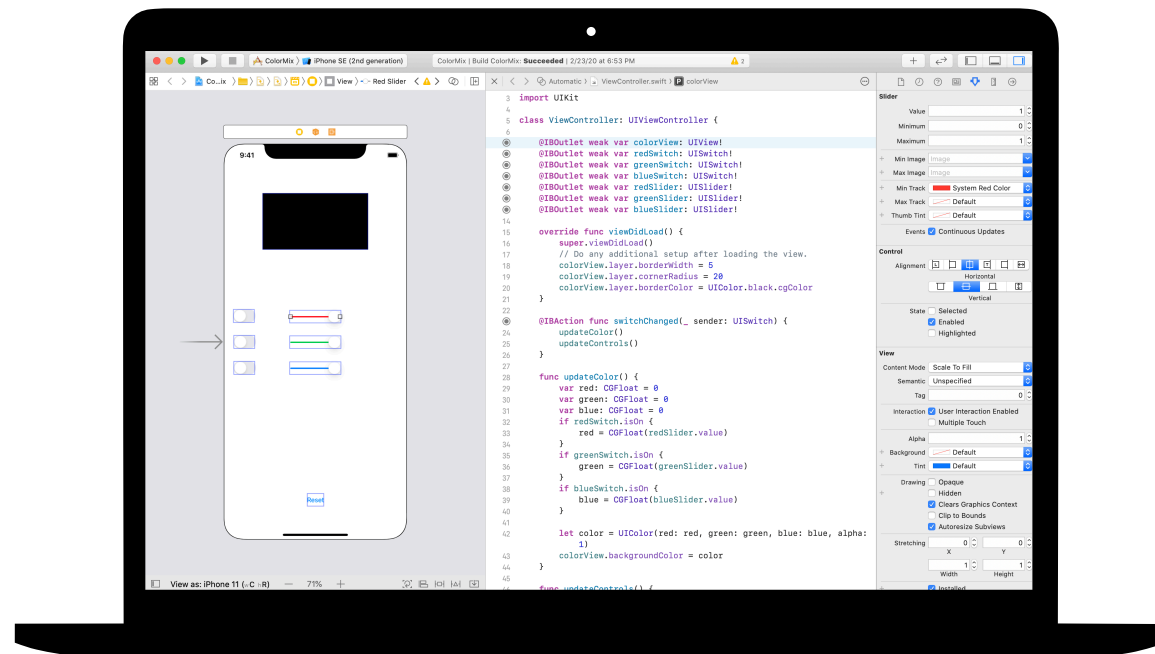 ColorMix 〉 iPhone SE (2nd generation)
ColorMix | Build ColorMix: Succeeded | 2/23/20 at 6:53 PM
2
Co...ix 〉 View 〉 Red Slider
Automatic 〉 ViewController.swift 〉 P colorView
9:41
Reset
View as: iPhone 11 (wC hR) — 71% +
3 import UIKit
4
5 class ViewController: UIViewController {
6
@IBOutlet weak var colorView: UIView!
@IBOutlet weak var redSwitch: UISwitch!
@IBOutlet weak var greenSwitch: UISwitch!
@IBOutlet weak var blueSwitch: UISwitch!
@IBOutlet weak var redSlider: UISlider!
@IBOutlet weak var greenSlider: UISlider!
@IBOutlet weak var blueSlider: UISlider!
14
15 override func viewDidLoad() {
16 super.viewDidLoad()
17 // Do any additional setup after loading the view.
18 colorView.layer.borderWidth = 5
19 colorView.layer.cornerRadius = 20
20 colorView.layer.borderColor = UIColor.black.cgColor
21 }
22
@IBAction func switchChanged(_ sender: UISwitch) {
24 updateColor()
25 updateControls()
26 }
27
28 func updateColor() {
29 var red: CGFloat = 0
30 var green: CGFloat = 0
31 var blue: CGFloat = 0
32 if redSwitch.isOn {
33 red = CGFloat(redSlider.value)
34 }
35 if greenSwitch.isOn {
36 green = CGFloat(greenSlider.value)
37 }
38 if blueSwitch.isOn {
39 blue = CGFloat(blueSlider.value)
40 }
41
42 let color = UIColor(red: red, green: green, blue: blue, alpha:
1)
43 colorView.backgroundColor = color
44 }
45
46 func updateControls() {
Slider
Value 1
Minimum 0
Maximum 1
+ Min Image Image
+ Max Image Image
+ Min Track System Red Color
+ Max Track Default
+ Thumb Tint Default
Events Continuous Updates
Control
Alignment
Horizontal
Vertical
State Selected
Enabled
Highlighted
View
Content Mode Scale To Fill
Semantic Unspecified
Tag 0
Interaction User Interaction Enabled
Multiple Touch
Alpha 1
+ Background Default
+ Tint Default
Drawing Opaque
+ Hidden
Clears Graphics Context
Clip to Bounds
Autoresize Subviews
Stretching 0 0
X Y
1 1
Width Height
+ Installed